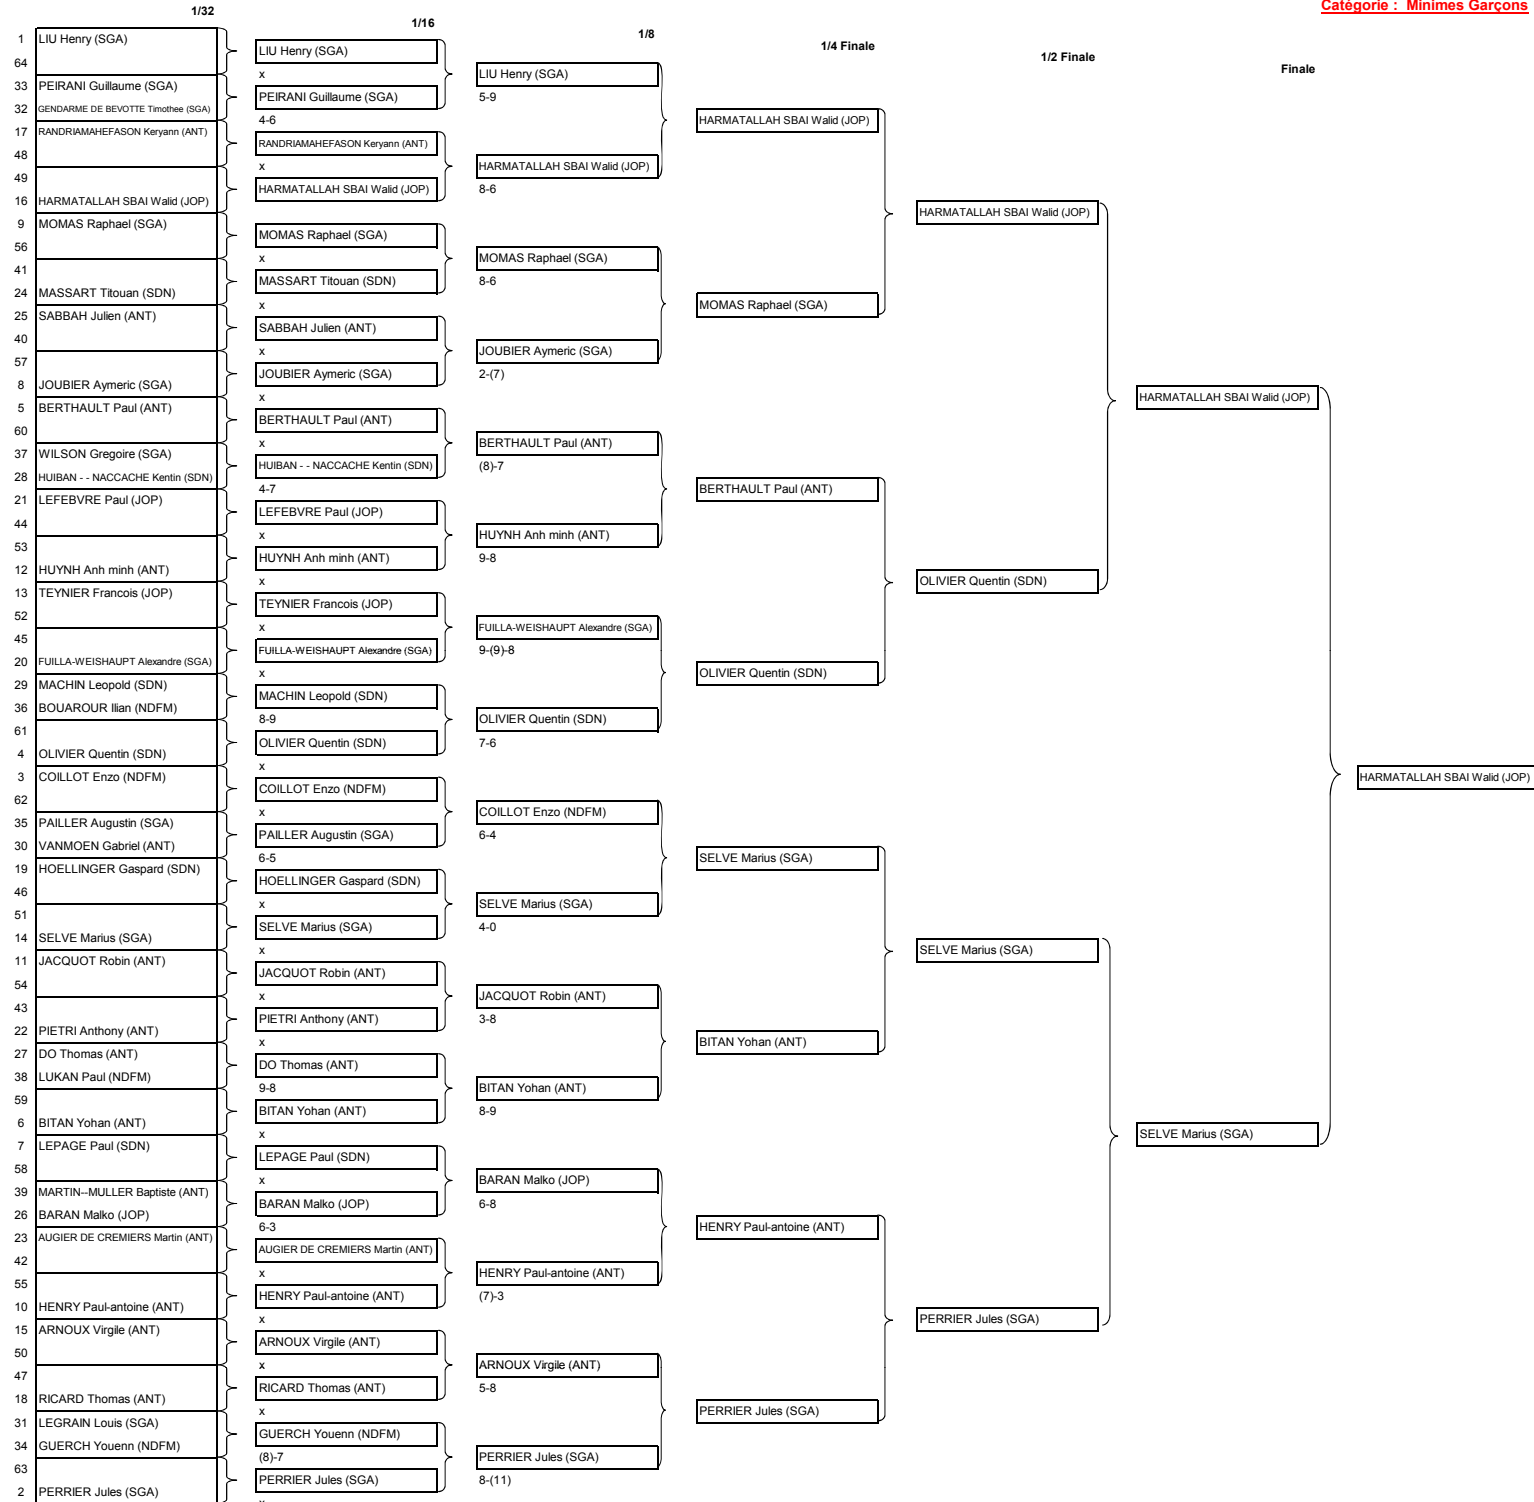 Catégorie : Minimes Garçons
1/32
1/16
1/8
1/4 Finale
1/2 Finale
Finale
1 LIU Henry (SGA)
64
33 PEIRANI Guillaume (SGA)
32 GENDARME DE BEVOTTE Timothee (SGA)
17 RANDRIAMAHEFASON Keryann (ANT)
48
49
16 HARMATALLAH SBAI Walid (JOP)
9 MOMAS Raphael (SGA)
56
41
24 MASSART Titouan (SDN)
25 SABBAH Julien (ANT)
40
57
8 JOUBIER Aymeric (SGA)
5 BERTHAULT Paul (ANT)
60
37 WILSON Gregoire (SGA)
28 HUIBAN - - NACCACHE Kentin (SDN)
21 LEFEBVRE Paul (JOP)
44
53
12 HUYNH Anh minh (ANT)
13 TEYNIER Francois (JOP)
52
45
20 FUILLA-WEISHAUPT Alexandre (SGA)
29 MACHIN Leopold (SDN)
36 BOUAROUR Ilian (NDFM)
61
4 OLIVIER Quentin (SDN)
3 COILLOT Enzo (NDFM)
62
35 PAILLER Augustin (SGA)
30 VANMOEN Gabriel (ANT)
19 HOELLINGER Gaspard (SDN)
46
51
14 SELVE Marius (SGA)
11 JACQUOT Robin (ANT)
54
43
22 PIETRI Anthony (ANT)
27 DO Thomas (ANT)
38 LUKAN Paul (NDFM)
59
6 BITAN Yohan (ANT)
7 LEPAGE Paul (SDN)
58
39 MARTIN--MULLER Baptiste (ANT)
26 BARAN Malko (JOP)
23 AUGIER DE CREMIERS Martin (ANT)
42
55
10 HENRY Paul-antoine (ANT)
15 ARNOUX Virgile (ANT)
50
47
18 RICARD Thomas (ANT)
31 LEGRAIN Louis (SGA)
34 GUERCH Youenn (NDFM)
63
2 PERRIER Jules (SGA)
LIU Henry (SGA)
x
PEIRANI Guillaume (SGA)
4-6
RANDRIAMAHEFASON Keryann (ANT)
x
HARMATALLAH SBAI Walid (JOP)
MOMAS Raphael (SGA)
x
MASSART Titouan (SDN)
x
SABBAH Julien (ANT)
x
JOUBIER Aymeric (SGA)
x
BERTHAULT Paul (ANT)
x
HUIBAN - - NACCACHE Kentin (SDN)
4-7
LEFEBVRE Paul (JOP)
x
HUYNH Anh minh (ANT)
x
TEYNIER Francois (JOP)
x
FUILLA-WEISHAUPT Alexandre (SGA)
x
MACHIN Leopold (SDN)
8-9
OLIVIER Quentin (SDN)
x
COILLOT Enzo (NDFM)
x
PAILLER Augustin (SGA)
6-5
HOELLINGER Gaspard (SDN)
x
SELVE Marius (SGA)
x
JACQUOT Robin (ANT)
x
PIETRI Anthony (ANT)
x
DO Thomas (ANT)
9-8
BITAN Yohan (ANT)
x
LEPAGE Paul (SDN)
x
BARAN Malko (JOP)
6-3
AUGIER DE CREMIERS Martin (ANT)
x
HENRY Paul-antoine (ANT)
x
ARNOUX Virgile (ANT)
x
RICARD Thomas (ANT)
x
GUERCH Youenn (NDFM)
(8)-7
PERRIER Jules (SGA)
x
LIU Henry (SGA)
5-9
HARMATALLAH SBAI Walid (JOP)
8-6
MOMAS Raphael (SGA)
8-6
JOUBIER Aymeric (SGA)
2-(7)
BERTHAULT Paul (ANT)
(8)-7
HUYNH Anh minh (ANT)
9-8
FUILLA-WEISHAUPT Alexandre (SGA)
9-(9)-8
OLIVIER Quentin (SDN)
7-6
COILLOT Enzo (NDFM)
6-4
SELVE Marius (SGA)
4-0
JACQUOT Robin (ANT)
3-8
BITAN Yohan (ANT)
8-9
BARAN Malko (JOP)
6-8
HENRY Paul-antoine (ANT)
(7)-3
ARNOUX Virgile (ANT)
5-8
PERRIER Jules (SGA)
8-(11)
HARMATALLAH SBAI Walid (JOP)
MOMAS Raphael (SGA)
BERTHAULT Paul (ANT)
OLIVIER Quentin (SDN)
SELVE Marius (SGA)
BITAN Yohan (ANT)
HENRY Paul-antoine (ANT)
PERRIER Jules (SGA)
HARMATALLAH SBAI Walid (JOP)
OLIVIER Quentin (SDN)
SELVE Marius (SGA)
PERRIER Jules (SGA)
HARMATALLAH SBAI Walid (JOP)
SELVE Marius (SGA)
HARMATALLAH SBAI Walid (JOP)